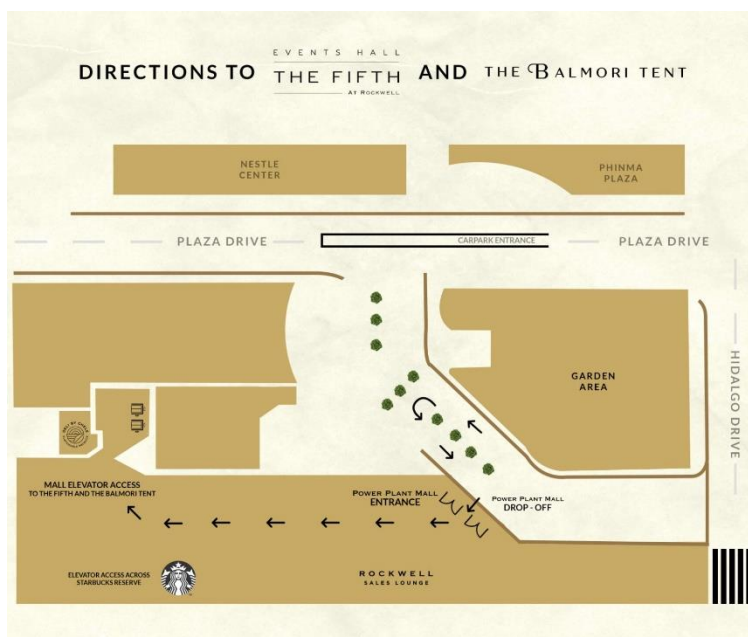 EVENTS HALL
DIRECTIONS TO THE FIFTH AND THE BALMORI TENT
AT ROCKWELL
NESTLE
CENTER
PHINMA
PLAZA
PLAZA DRIVE
CARPARK ENTRANCE
PLAZA DRIVE
HIDALGO DRIVE
GARDEN
AREA
MALL ELEVATOR ACCESS
TO THE FIFTH AND THE BALMORI TENT
POWER PLANT MALL
ENTRANCE
POWER PLANT MALL
DROP - OFF
ELEVATOR ACCESS ACROSS
STARBUCKS RESERVE
ROCKWELL
SALES LOUNGE